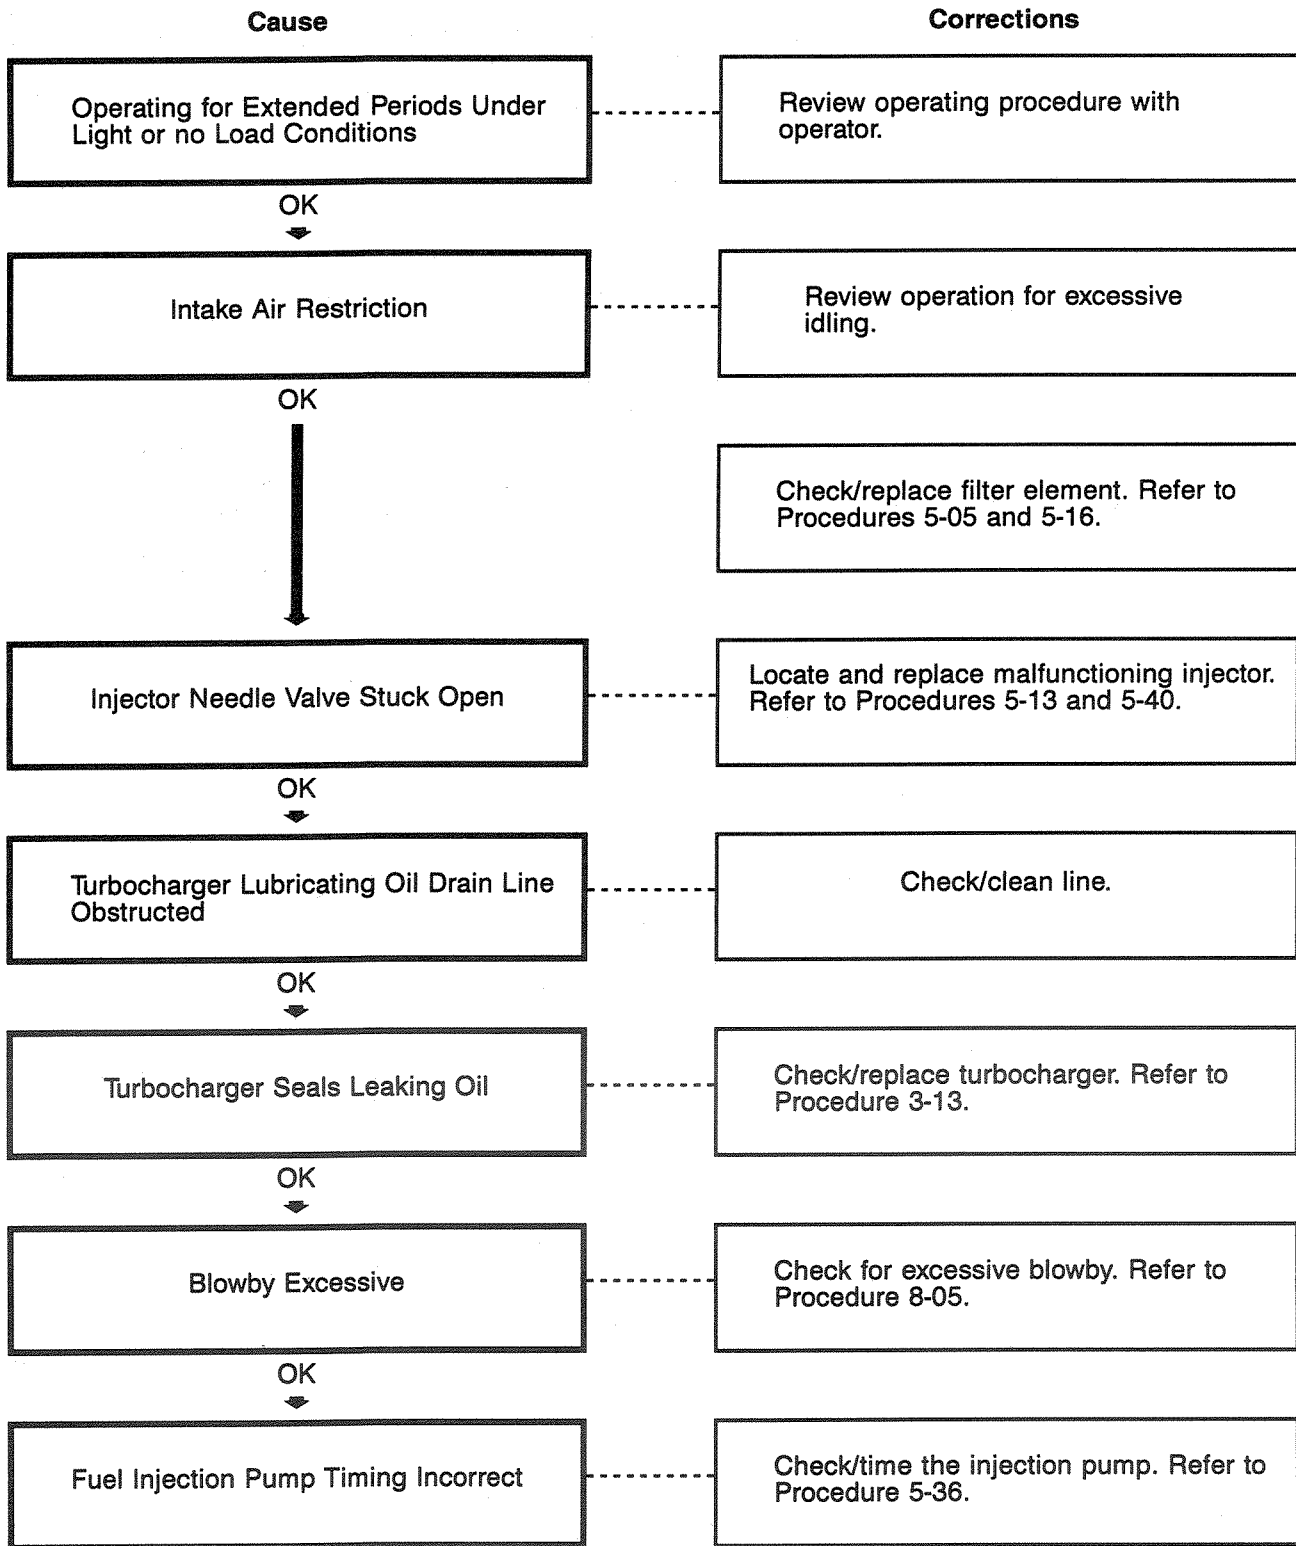 Cause
Corrections
Operating for Extended Periods Under
Light or no Load Conditions
Review operating procedure with
operator.
OK
Intake Air Restriction
Review operation for excessive
idling.
OK
Check/replace filter element. Refer to
Procedures 5-05 and 5-16.
Injector Needle Valve Stuck Open
Locate and replace malfunctioning injector.
Refer to Procedures 5-13 and 5-40.
OK
Turbocharger Lubricating Oil Drain Line
Obstructed
Check/clean line.
OK
Turbocharger Seals Leaking Oil
Check/replace turbocharger. Refer to
Procedure 3-13.
OK
Blowby Excessive
Check for excessive blowby. Refer to
Procedure 8-05.
OK
Fuel Injection Pump Timing Incorrect
Check/time the injection pump. Refer to
Procedure 5-36.